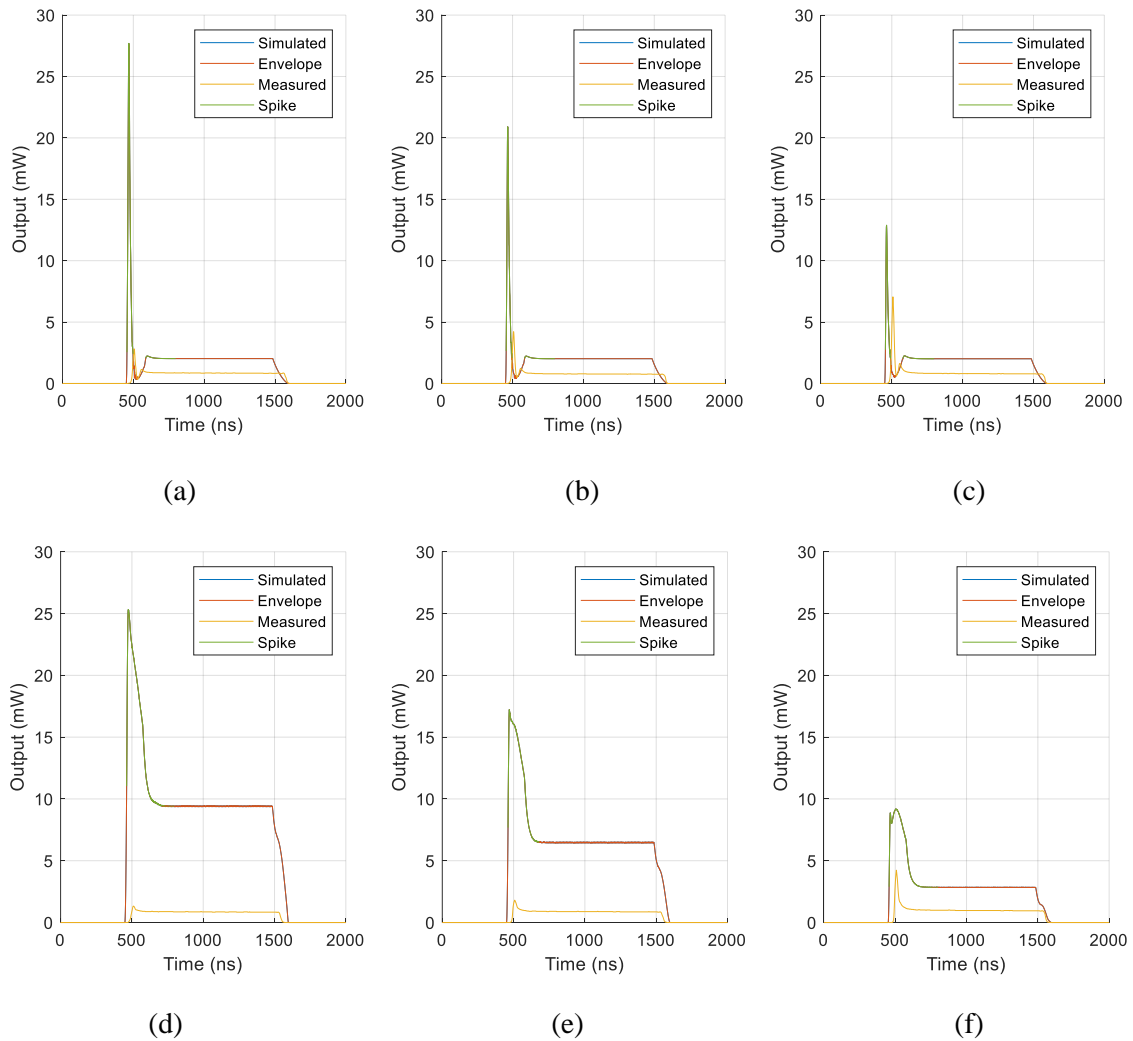 30
25
20
15
10
5
0
Output (mW)
0 500 1000 1500 2000
Time (ns)
Simulated
Envelope
Measured
Spike
(a)
30
25
20
15
10
5
0
Output (mW)
0 500 1000 1500 2000
Time (ns)
Simulated
Envelope
Measured
Spike
(b)
30
25
20
15
10
5
0
Output (mW)
0 500 1000 1500 2000
Time (ns)
Simulated
Envelope
Measured
Spike
(c)
30
25
20
15
10
5
0
Output (mW)
0 500 1000 1500 2000
Time (ns)
Simulated
Envelope
Measured
Spike
(d)
30
25
20
15
10
5
0
Output (mW)
0 500 1000 1500 2000
Time (ns)
Simulated
Envelope
Measured
Spike
(e)
30
25
20
15
10
5
0
Output (mW)
0 500 1000 1500 2000
Time (ns)
Simulated
Envelope
Measured
Spike
(f)